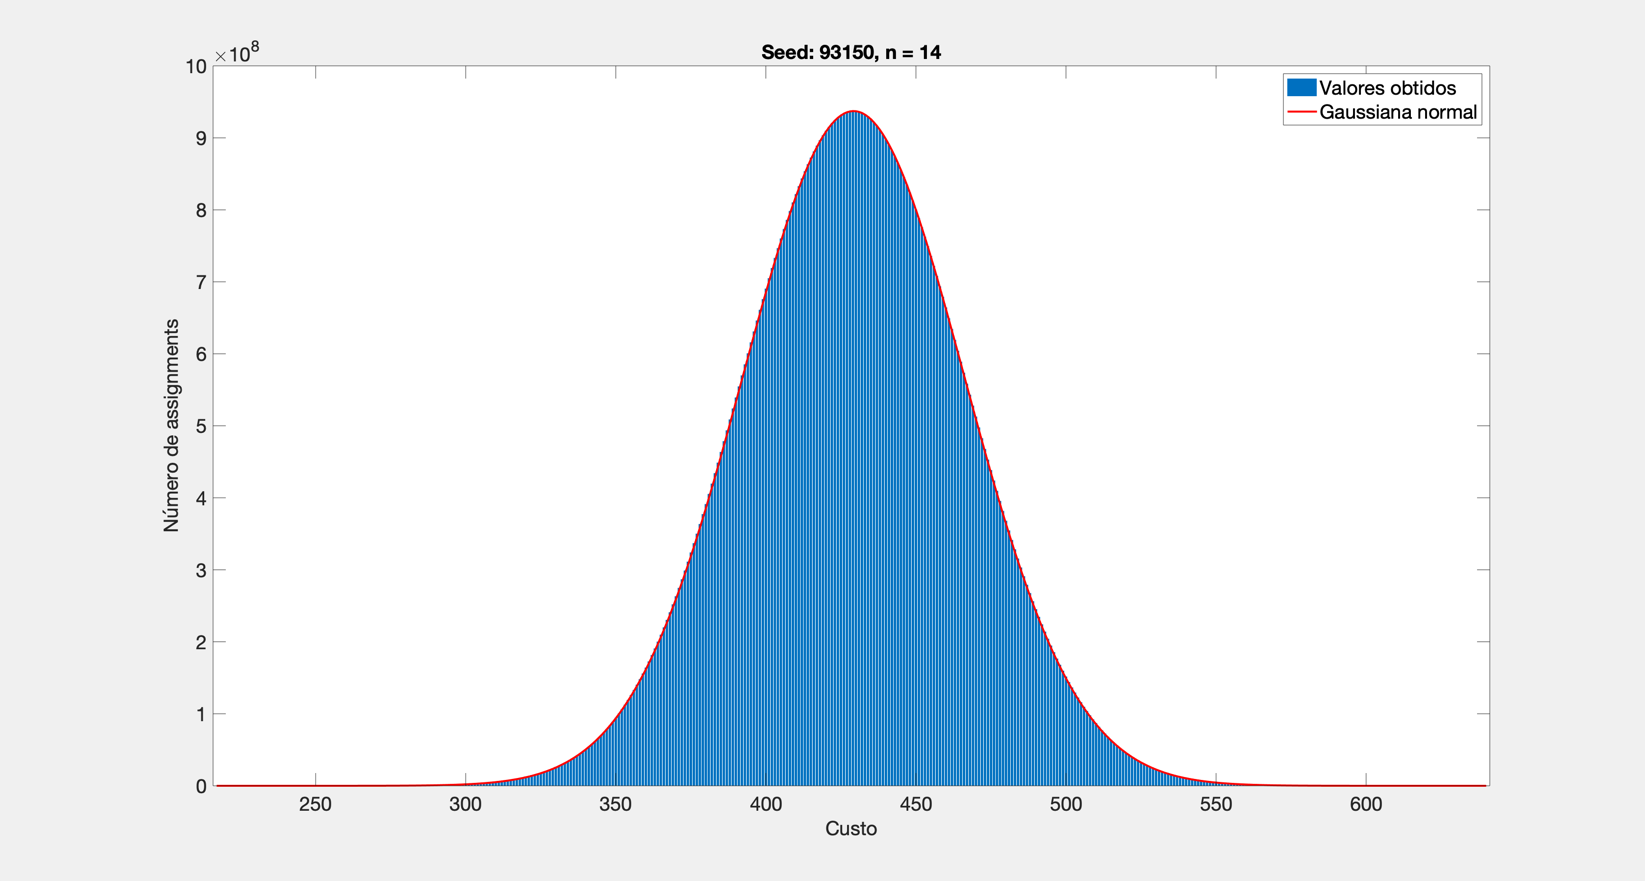 Seed: 93150, n = 14
×10⁸
Valores obtidos
Gaussiana normal
10
9
8
7
6
5
4
3
2
1
0
Número de assignments
250 300 350 400 450 500 550 600
Custo